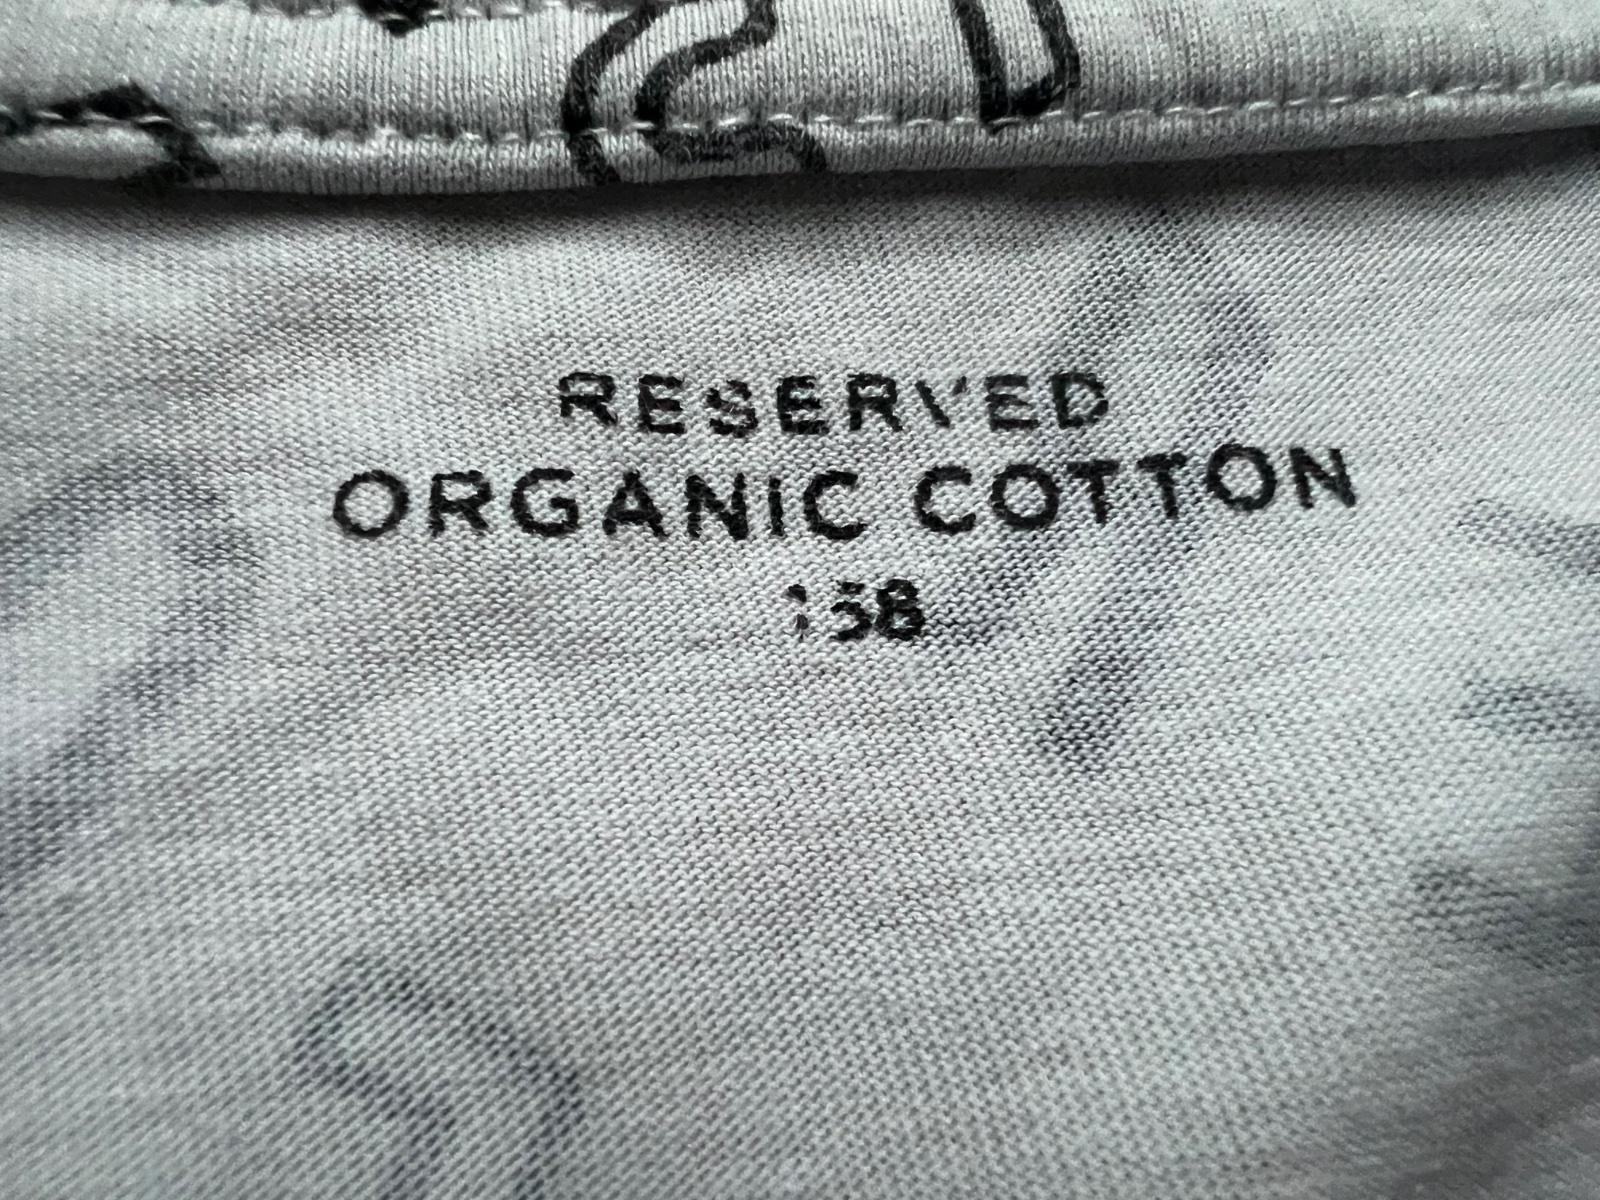 RESERVED
ORGANIC COTTON
158